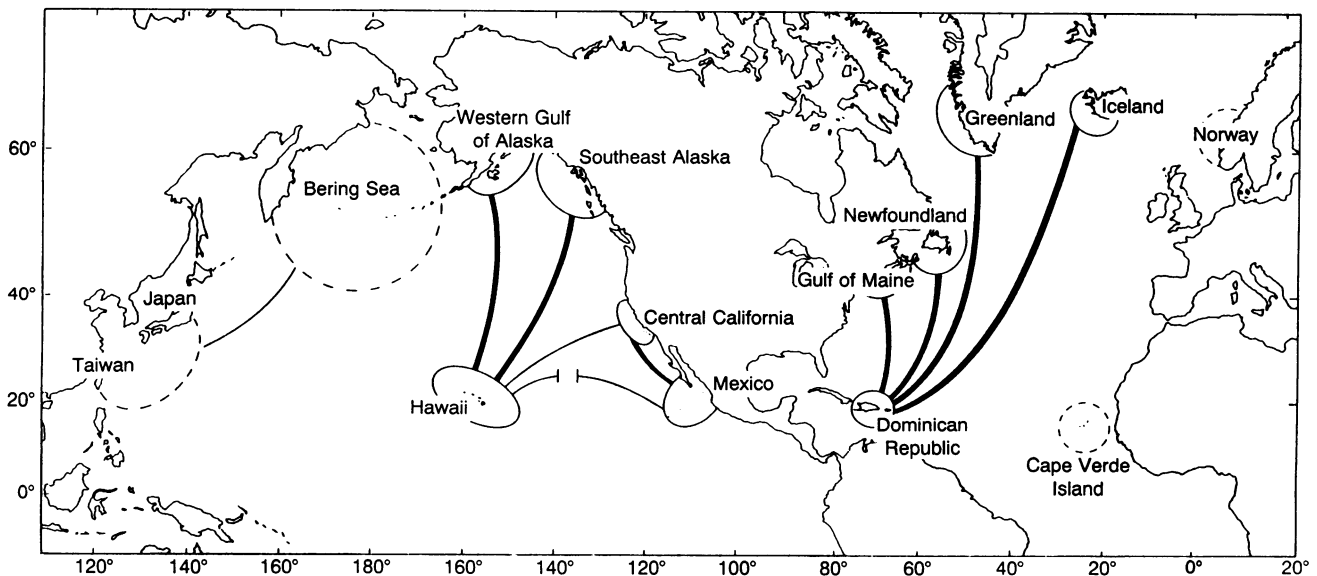 Western Gulf
of Alaska
Southeast Alaska
Greenland
Iceland
Norway
60°
Bering Sea
Newfoundland
Gulf of Maine
40°
Japan
Central California
Taiwan
Mexico
20°
Hawaii
Dominican
Republic
Cape Verde
Island
0°
120° 140° 160° 180° 160° 140° 120° 100° 80° 60° 40° 20° 0° 20°